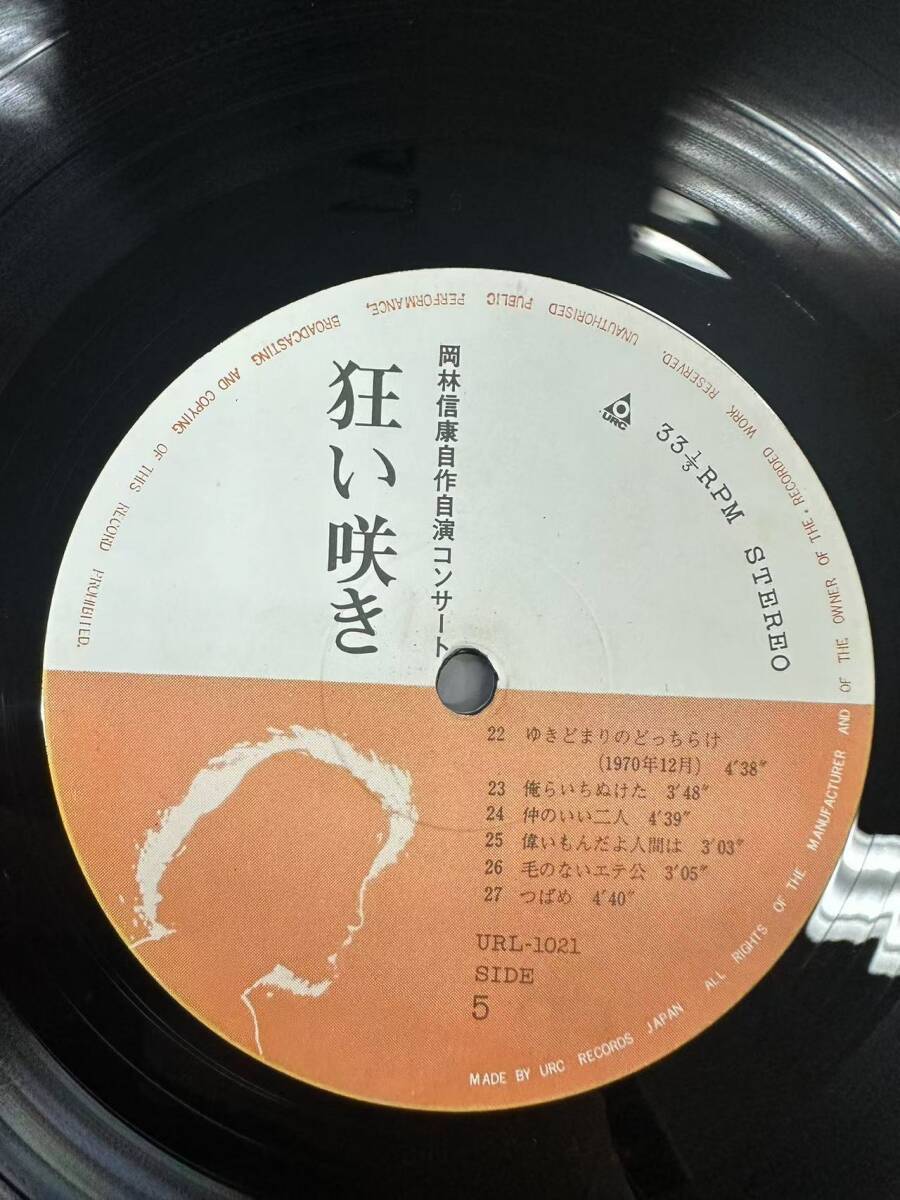 岡林信康自作自演コンサート
狂い咲き
URC
33 1/3 RPM STEREO
22 ゆきどまりのどっちらけ
(1970年12月) 4'38"
23 俺らいちぬけた 3'48"
24 仲のいい二人 4'39"
25 偉いもんだよ人間は 3'03"
26 毛のないエテ公 3'05"
27 つばめ 4'40"
URL-1021
SIDE
5
MADE BY URC RECORDS JAPAN ALL RIGHTS OF THE MANUFACTURER AND OF THE OWNER OF THE RECORDED WORK RESERVED. UNAUTHORISED PUBLIC PERFORMANCE, BROADCASTING AND COPYING OF THIS RECORD PROHIBITED.